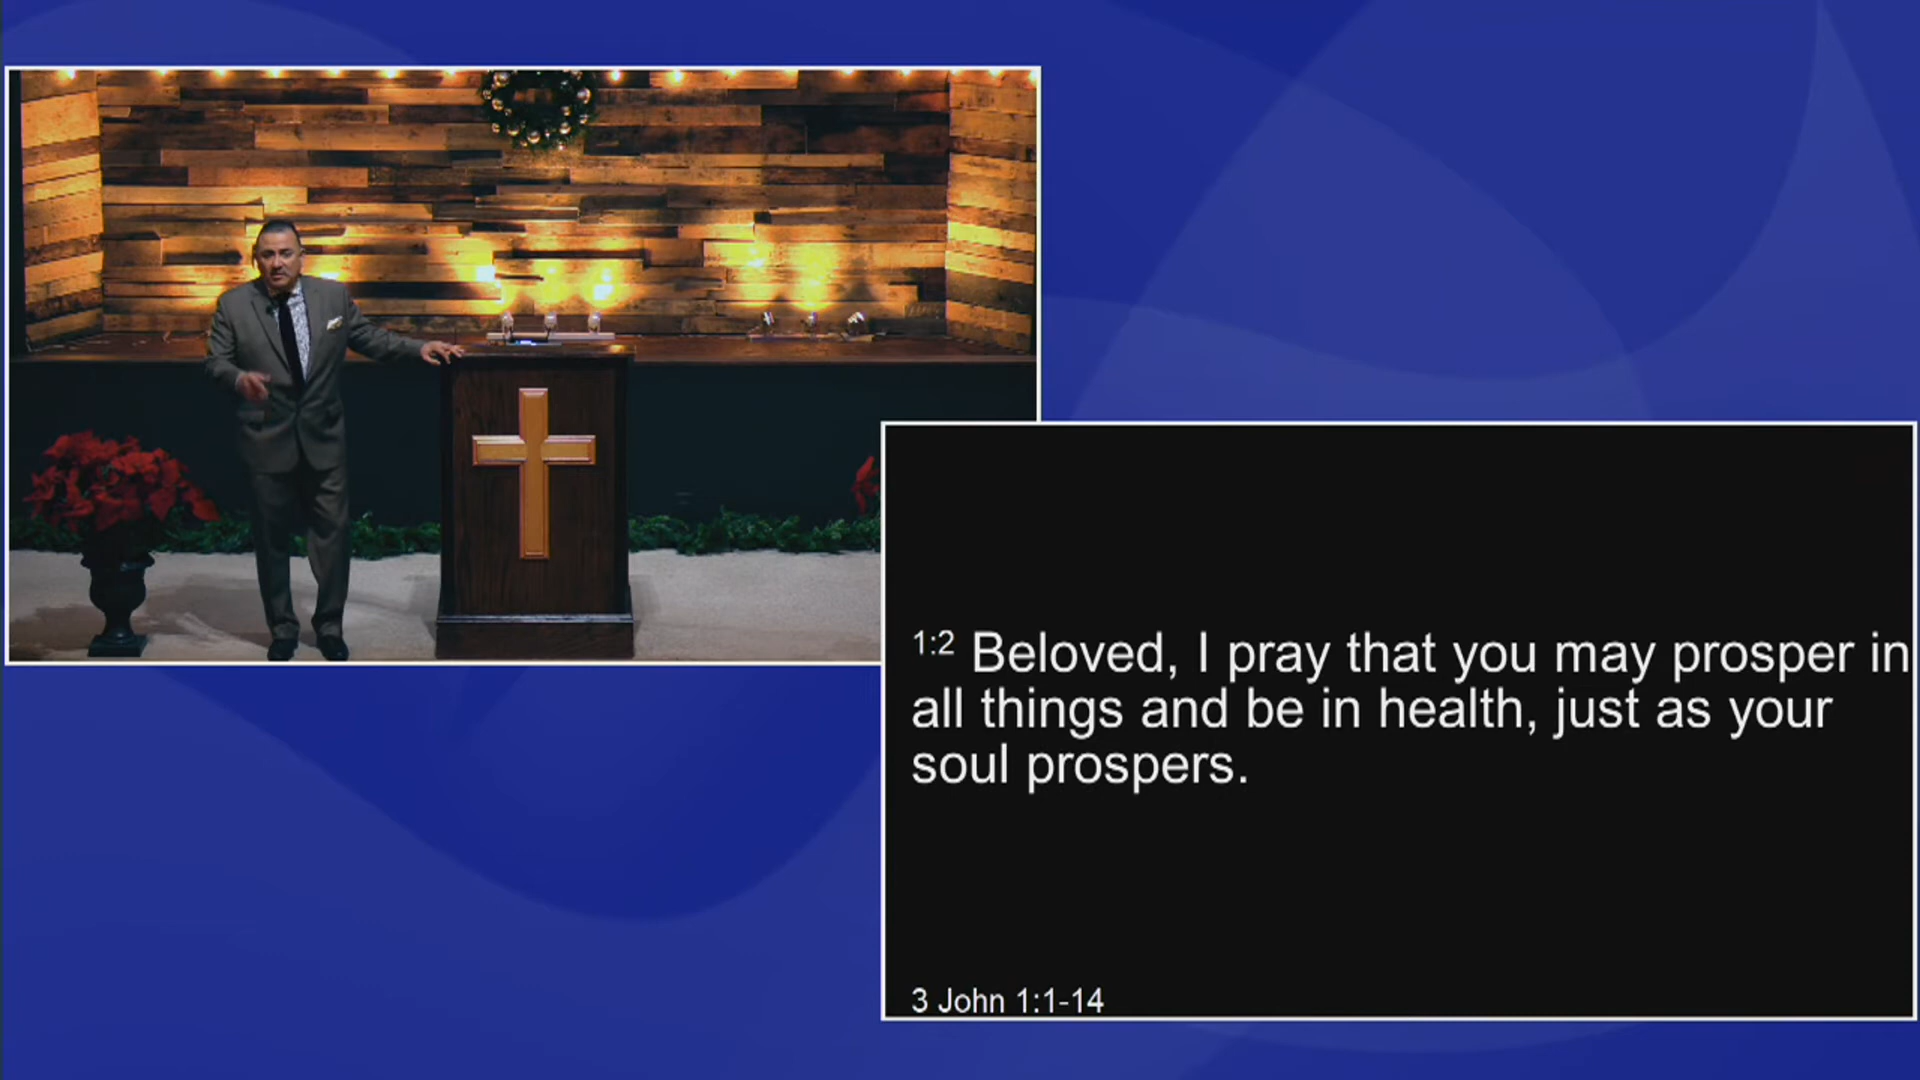 1:2 Beloved, I pray that you may prosper in
all things and be in health, just as your
soul prospers.
3 John 1:1-14